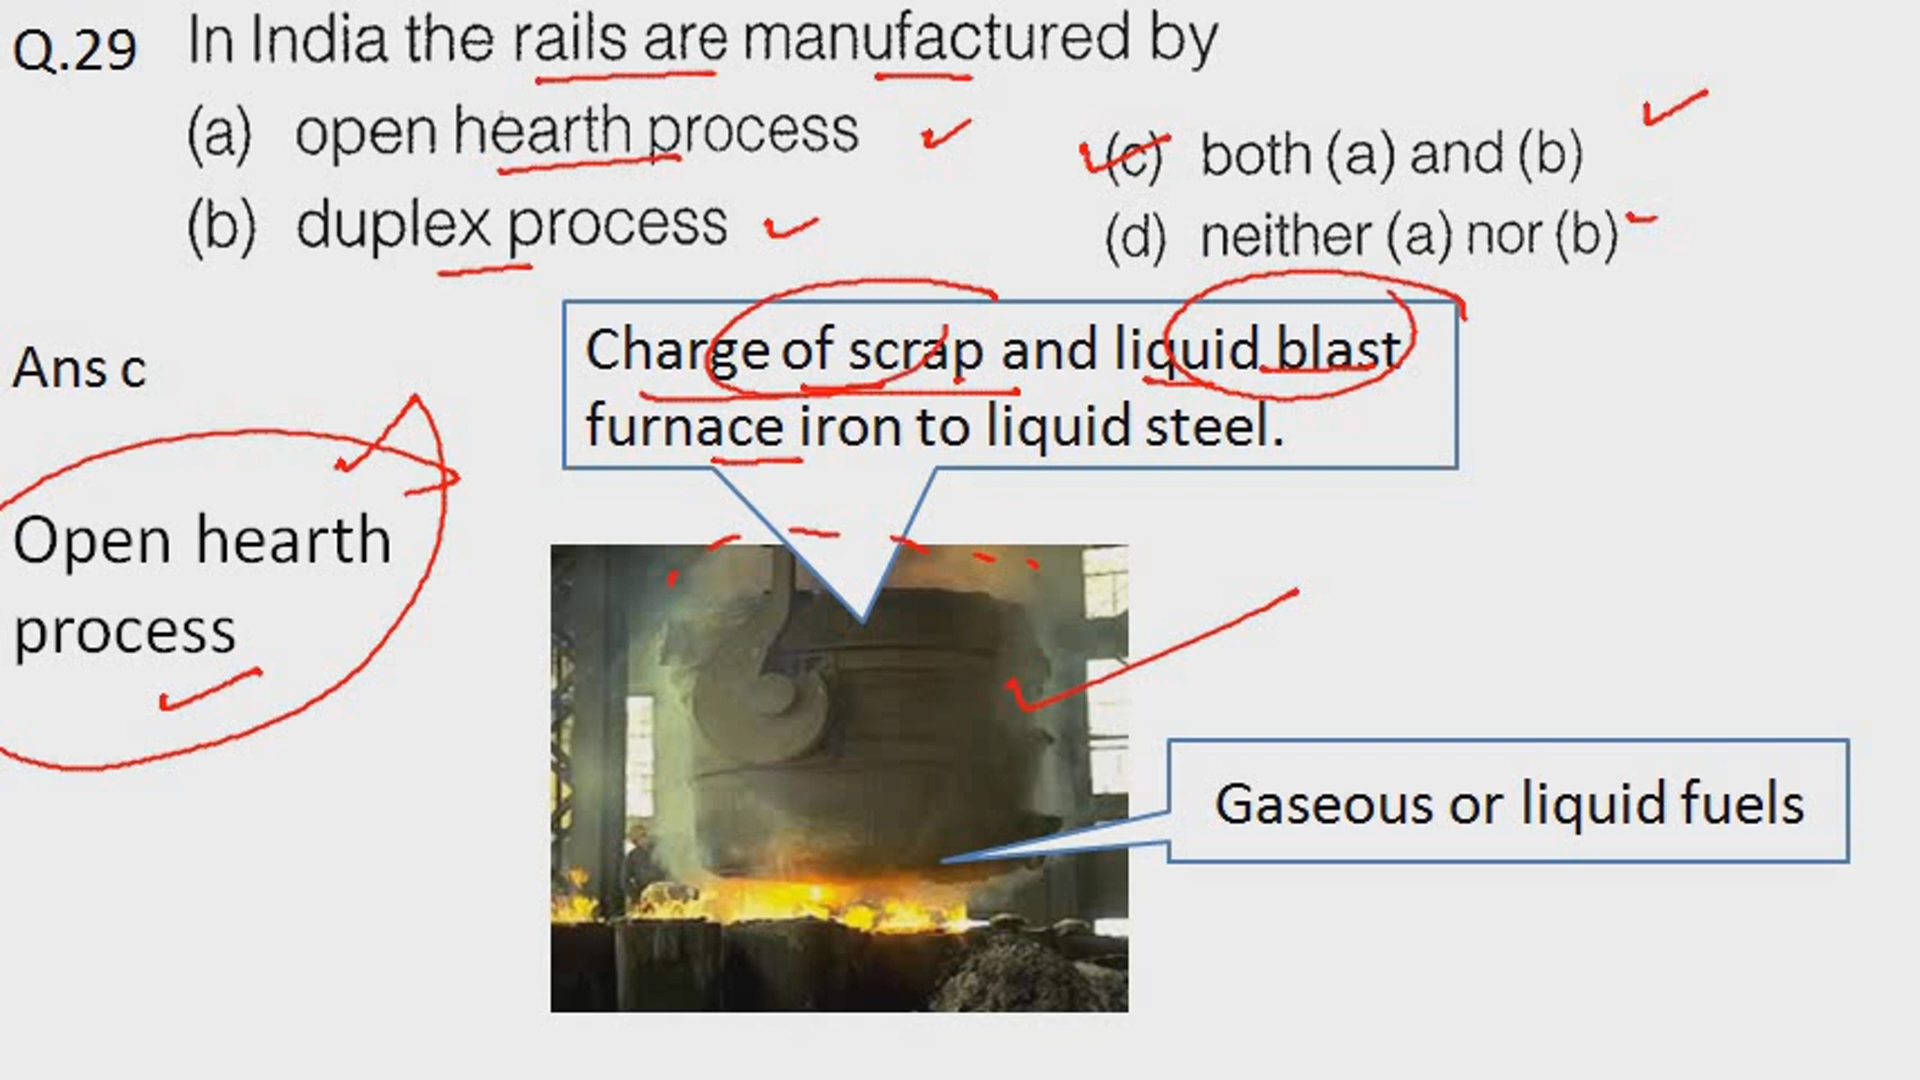 Q.29 In India the rails are manufactured by
(a) open hearth process
(b) duplex process
(c) both (a) and (b)
(d) neither (a) nor (b)
Ans c
Charge of scrap and liquid blast
furnace iron to liquid steel.
Open hearth
process
Gaseous or liquid fuels